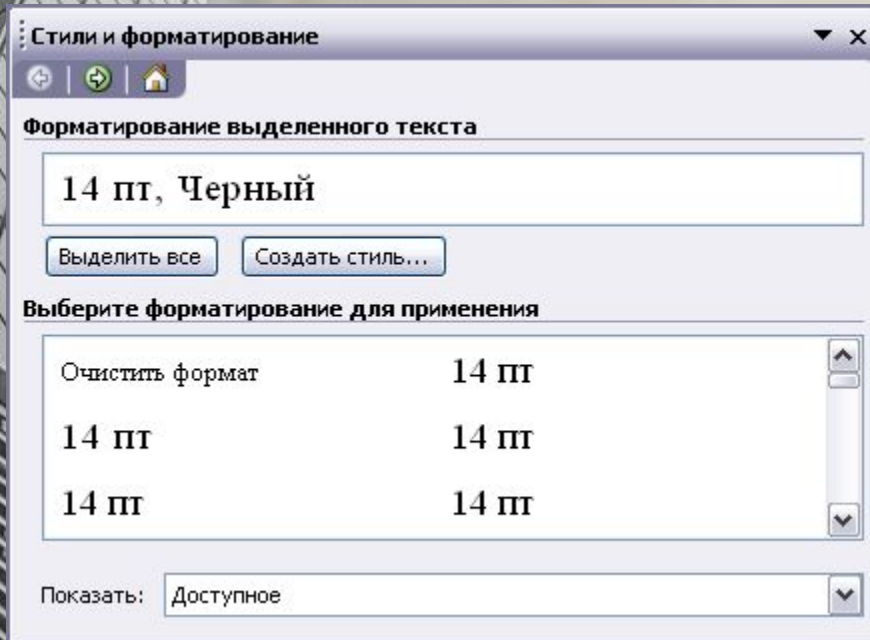 Стили и форматирование
Форматирование выделенного текста
14 пт, Черный
Выделить все Создать стиль...
Выберите форматирование для применения
Очистить формат 14 пт
14 пт 14 пт
14 пт 14 пт
Показать: Доступное